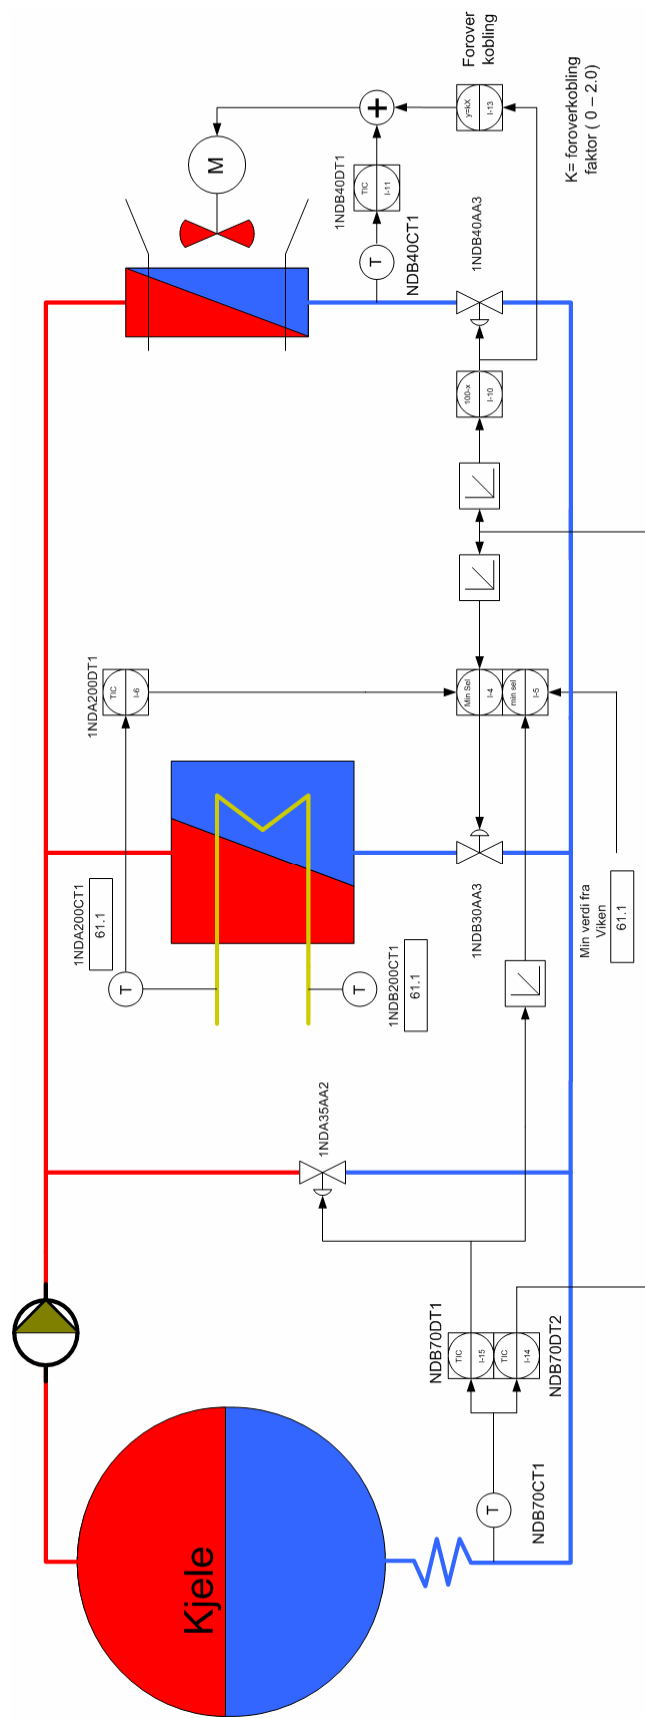 1NDA200CT1
61.1
1NDA200DT1
TIC
I-6
T
Kjele
M
1NDA35AA2
1NDB40DT1
TIC
I-11
T
T
+
1NDB200CT1
61.1
NDB40CT1
NDB70DT1
TIC
I-15
TIC
I-14
NDB70DT2
Min Sel
I-4
min sel
I-5
100-x
I-10
Forover
kobling
y=kX
I-13
1NDB30AA3
1NDB40AA3
T
NDB70CT1
Min verdi fra
Viken
61.1
K= foroverkobling
faktor ( 0 – 2.0)